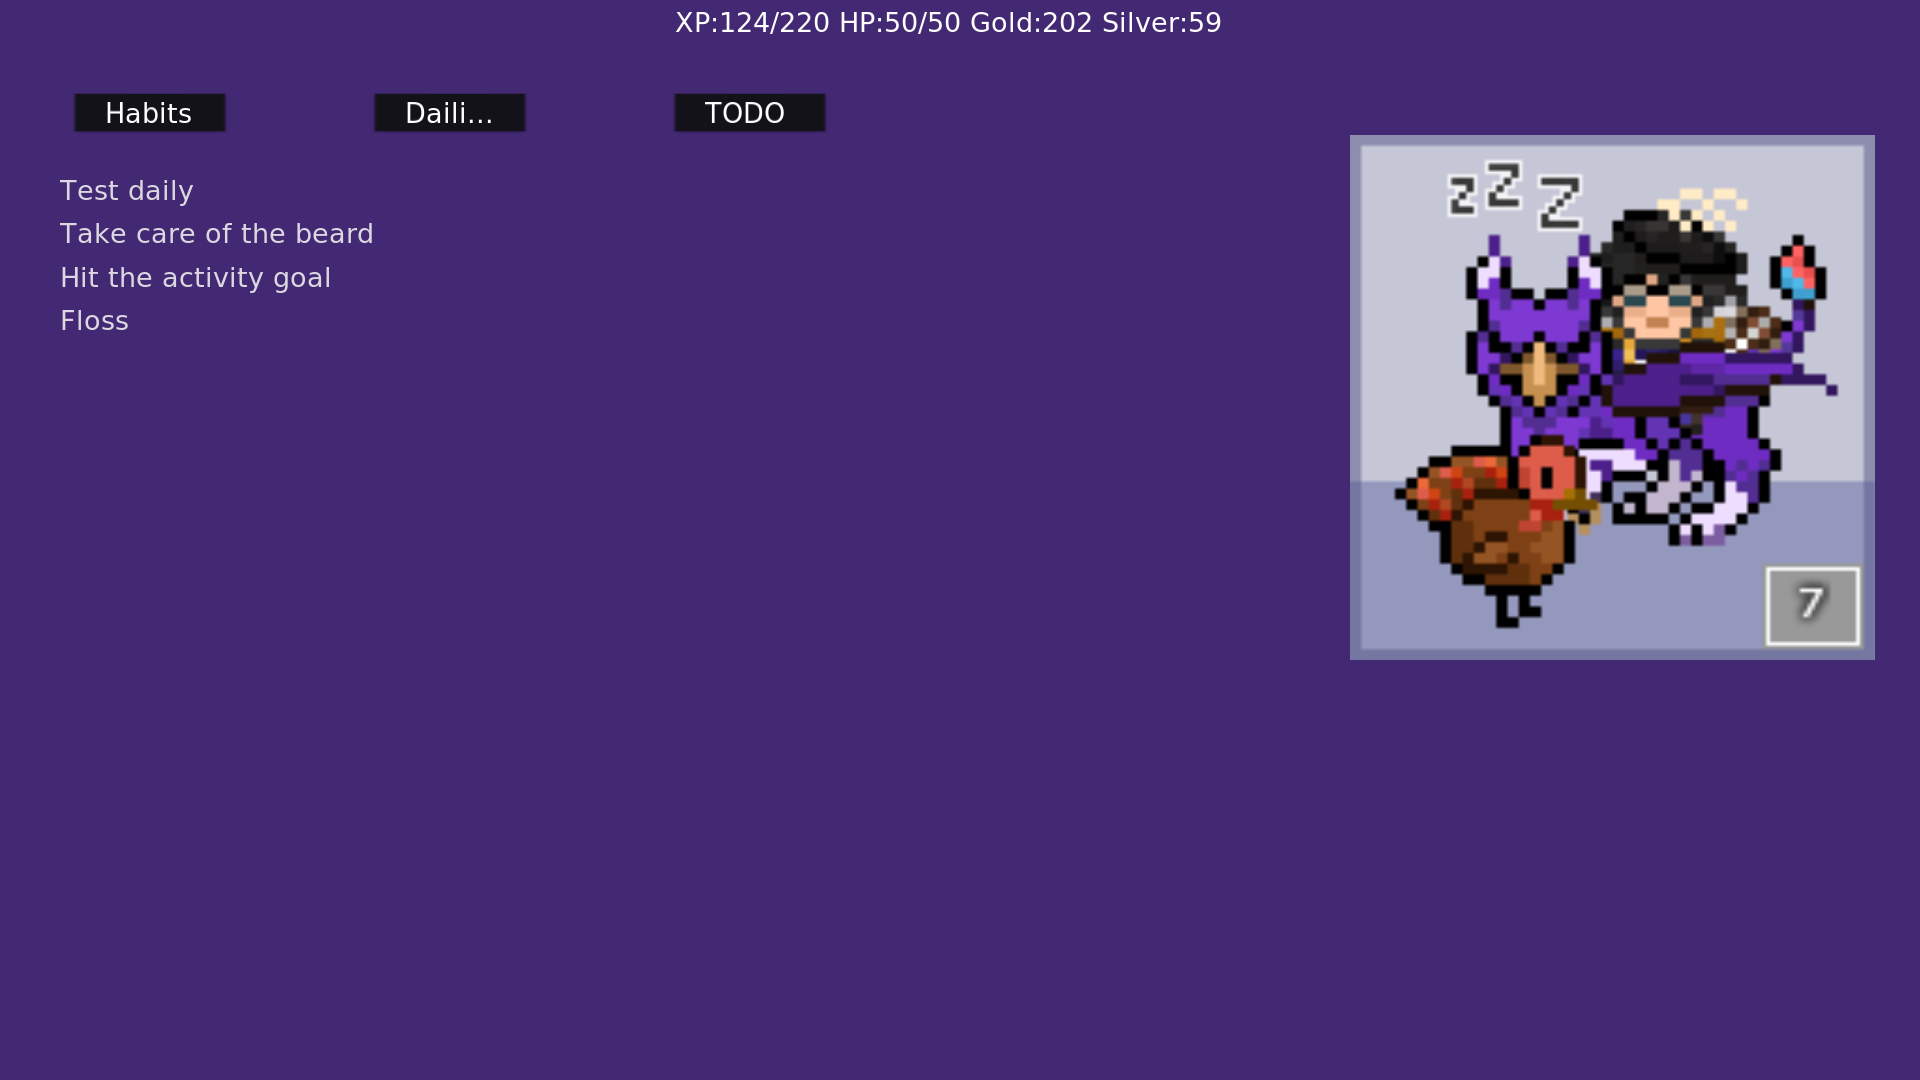 XP:124/220 HP:50/50 Gold:202 Silver:59
Habits
Daili...
TODO
Test daily
Take care of the beard
Hit the activity goal
Floss
z Z Z
7